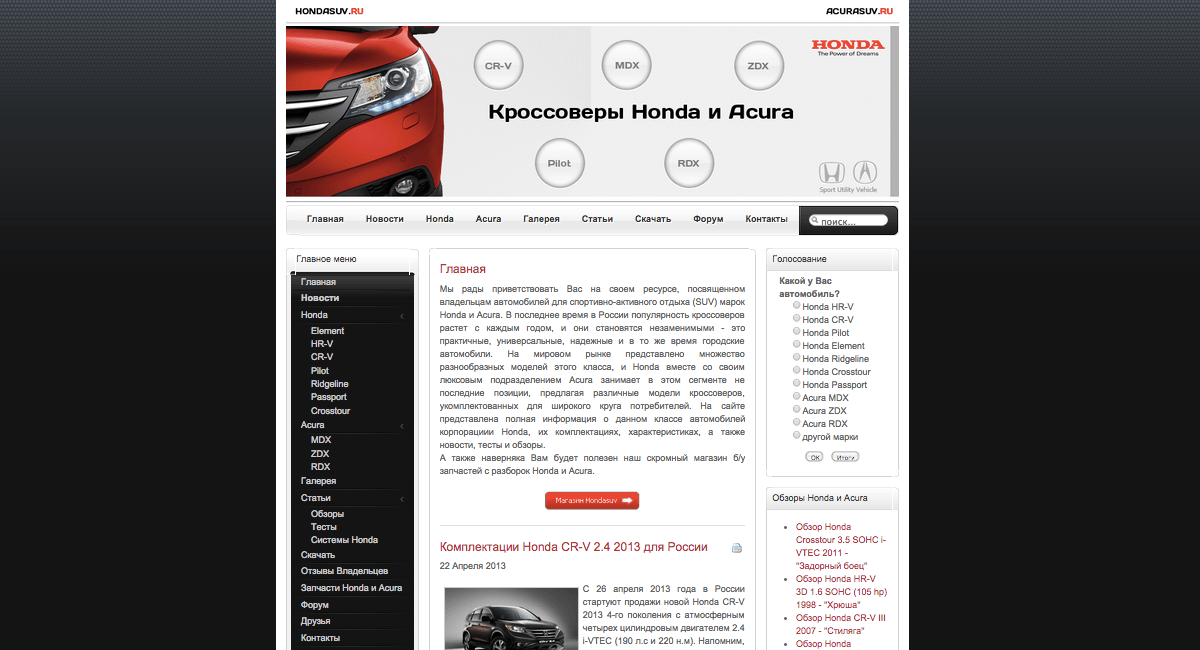 HONDASUV.RU
ACURASUV.RU
CR-V
MDX
ZDX
HONDA
The Power of Dreams
Кроссоверы Honda и Acura
Pilot
RDX
Sport Utility Vehicle
Главная
Новости
Honda
Acura
Галерея
Статьи
Скачать
Форум
Контакты
поиск...
Главное меню
Главная
Новости
Honda
Element
HR-V
CR-V
Pilot
Ridgeline
Passport
Crosstour
Acura
MDX
ZDX
RDX
Галерея
Статьи
Обзоры
Тесты
Системы Honda
Скачать
Отзывы Владельцев
Запчасти Honda и Acura
Форум
Друзья
Контакты
Главная
Мы рады приветствовать Вас на своем ресурсе, посвященном
владельцам автомобилей для спортивно-активного отдыха (SUV) марок
Honda и Acura. В последнее время в России популярность кроссоверов
растет с каждым годом, и они становятся незаменимыми - это
практичные, универсальные, надежные и в то же время городские
автомобили. На мировом рынке представлено множество
разнообразных моделей этого класса, и Honda вместе со своим
люксовым подразделением Acura занимает в этом сегменте не
последние позиции, предлагая различные модели кроссоверов,
укомплектованных для широкого круга потребителей. На сайте
представлена полная информация о данном классе автомобилей
корпорациии Honda, их комплектациях, характеристиках, а также
новости, тесты и обзоры.
А также наверняка Вам будет полезен наш скромный магазин б/у
запчастей с разборок Honda и Acura.
Магазин Hondasuv
Комплектации Honda CR-V 2.4 2013 для России
22 Апреля 2013
С 26 апреля 2013 года в России
стартуют продажи новой Honda CR-V
2013 4-го поколения с атмосферным
четырех цилиндровым двигателем 2.4
i-VTEC (190 л.с и 220 н.м). Напомним,
Голосование
Какой у Вас
автомобиль?
Honda HR-V
Honda CR-V
Honda Pilot
Honda Element
Honda Ridgeline
Honda Crosstour
Honda Passport
Acura MDX
Acura ZDX
Acura RDX
другой марки
OK
Итоги
Обзоры Honda и Acura
Обзор Honda
Crosstour 3.5 SOHC i-
VTEC 2011 -
"Задорный боец"
Обзор Honda HR-V
3D 1.6 SOHC (105 hp)
1998 - "Хрюша"
Обзор Honda CR-V III
2007 - "Стиляга"
Обзор Honda